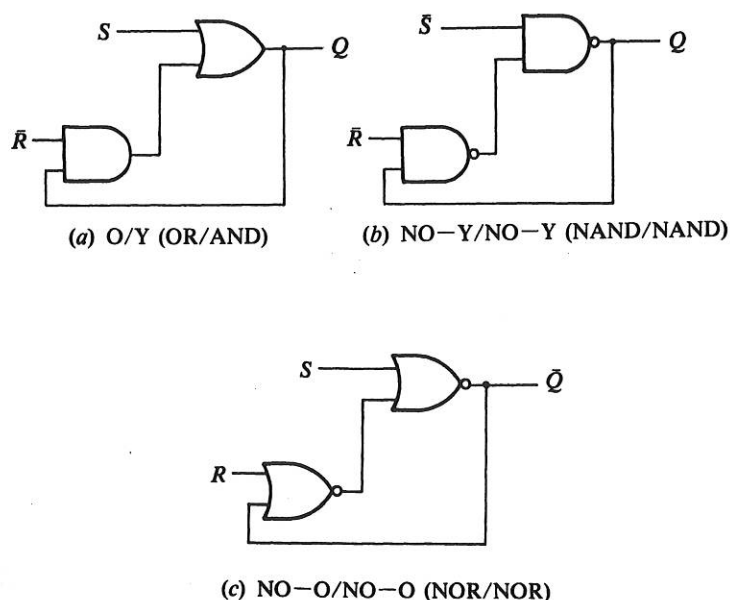 S
Q
R̄
(a) O/Y (OR/AND)
S̄
Q
R̄
(b) NO—Y/NO—Y (NAND/NAND)
S
Q̄
R
(c) NO—O/NO—O (NOR/NOR)